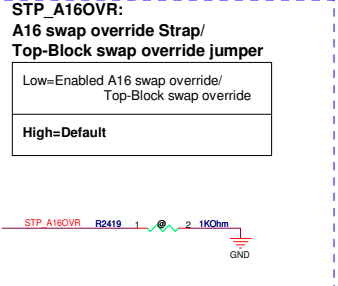 STP_A16OVR:
A16 swap override Strap/
Top-Block swap override jumper
Low=Enabled A16 swap override/
Top-Block swap override
High=Default
STP_A16OVR R2419 1 @ 2 1KOhm
GND